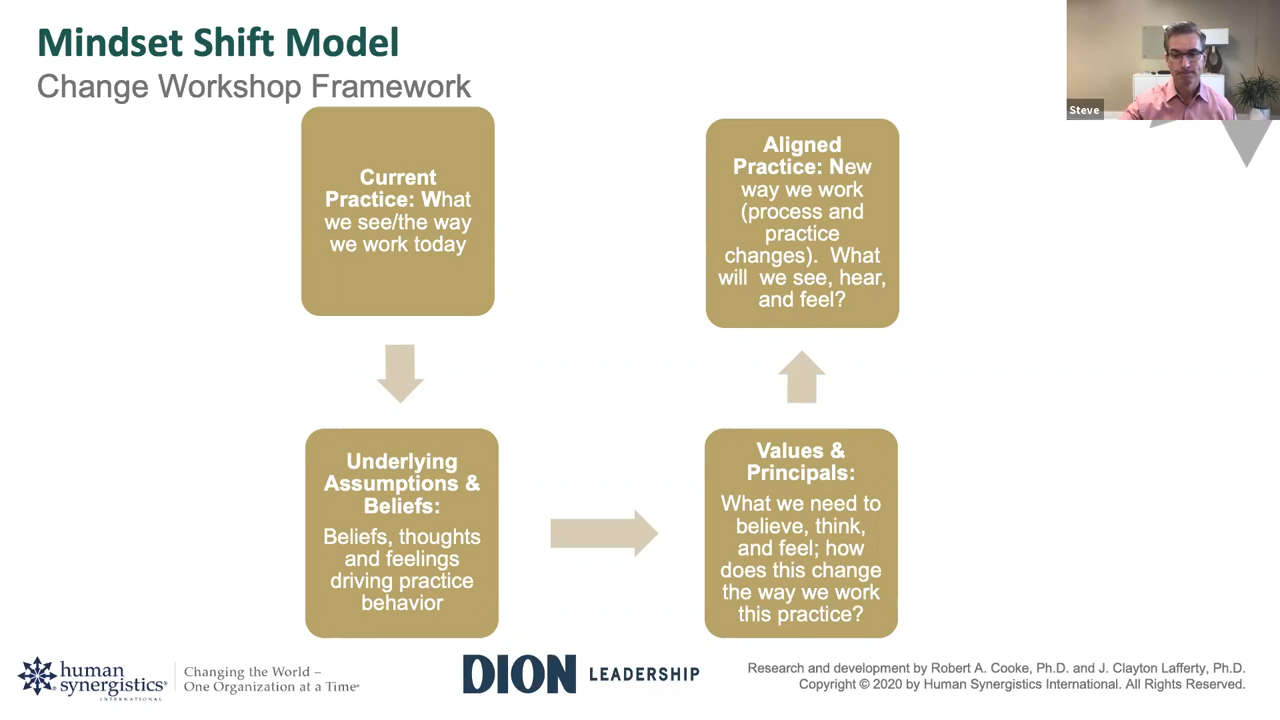 Mindset Shift Model
Change Workshop Framework
Steve
Current
Practice: What
we see/the way
we work today
Aligned
Practice: New
way we work
(process and
practice
changes).  What
will  we see, hear,
and feel?
Underlying
Assumptions &
Beliefs:
Beliefs, thoughts
and feelings
driving practice
behavior
Values &
Principals:
What we need to
believe, think,
and feel; how
does this change
the way we work
this practice?
human
synergistics®
INTERNATIONAL
Changing the World –
One Organization at a Time®
DION LEADERSHIP
Research and development by Robert A. Cooke, Ph.D. and J. Clayton Lafferty, Ph.D.
Copyright © 2020 by Human Synergistics International. All Rights Reserved.